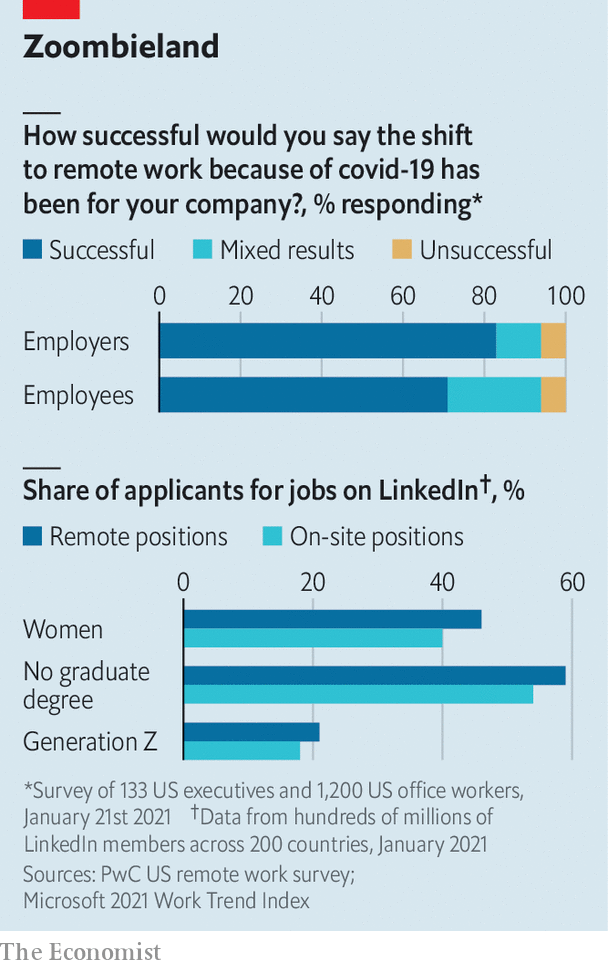 Zoombieland
How successful would you say the shift
to remote work because of covid-19 has
been for your company?, % responding*
Successful Mixed results Unsuccessful
0 20 40 60 80 100
Employers
Employees
Share of applicants for jobs on LinkedIn†, %
Remote positions On-site positions
0 20 40 60
Women
No graduate
degree
Generation Z
*Survey of 133 US executives and 1,200 US office workers,
January 21st 2021 †Data from hundreds of millions of
LinkedIn members across 200 countries, January 2021
Sources: PwC US remote work survey;
Microsoft 2021 Work Trend Index
The Economist